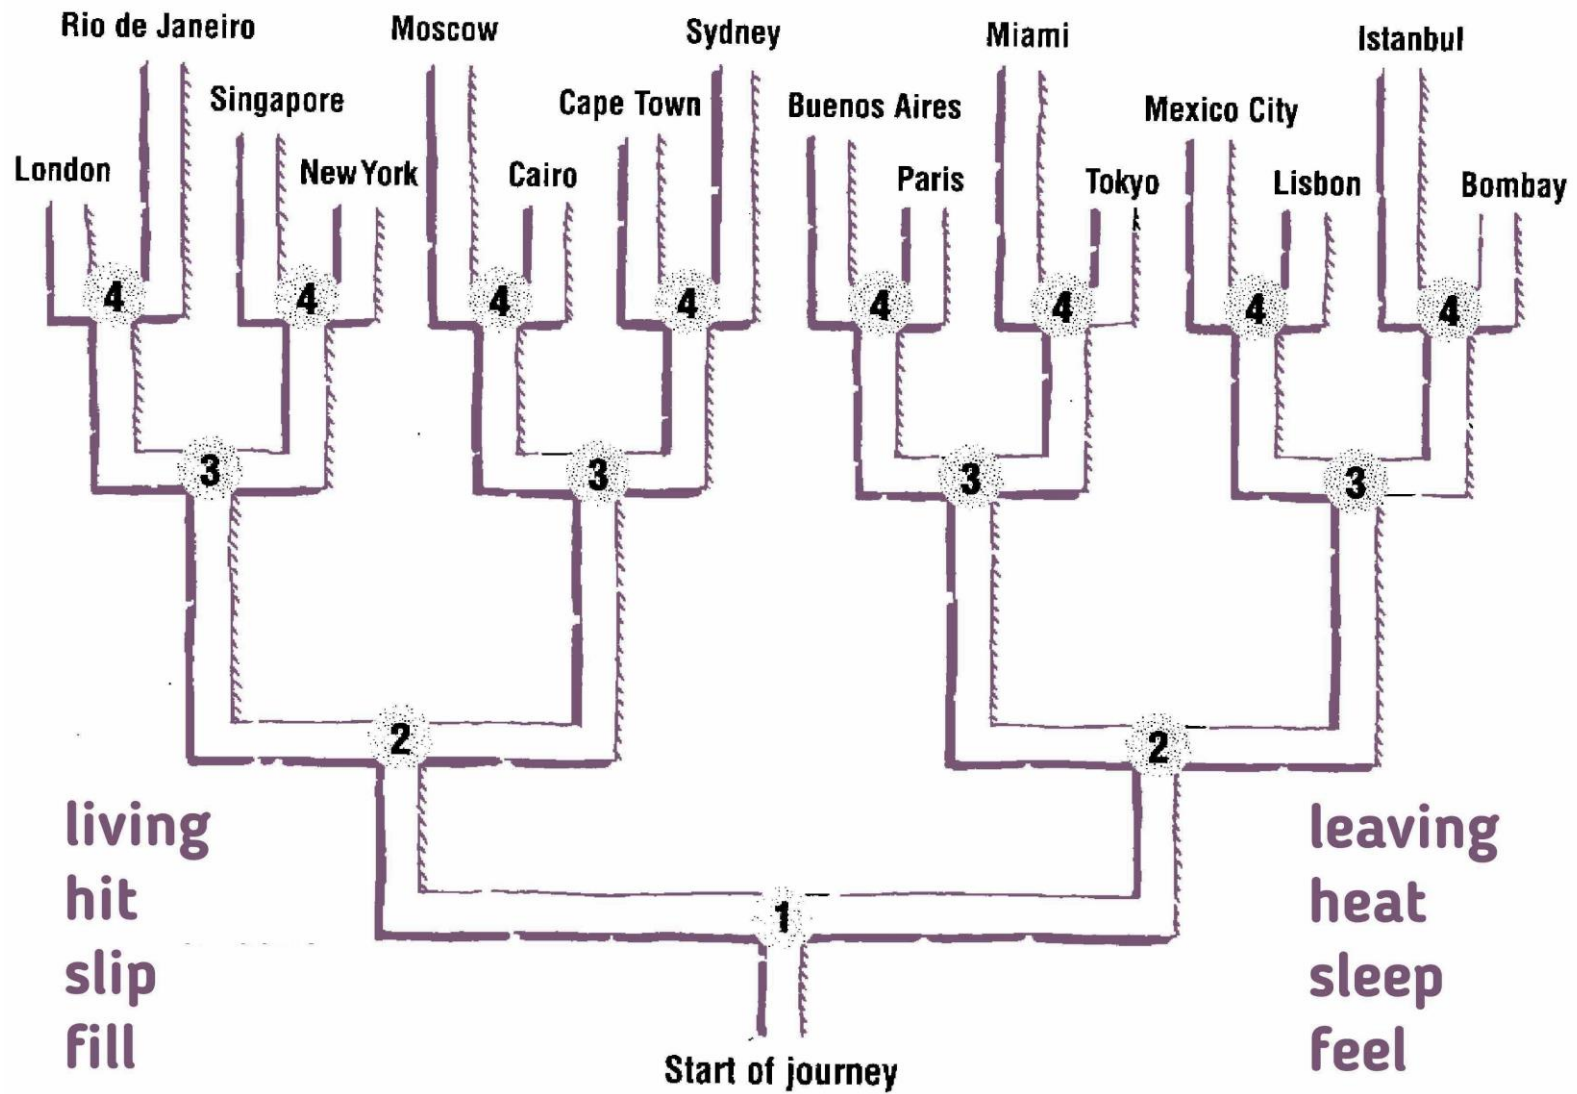 Rio de Janeiro
Moscow
Sydney
Miami
Istanbul
Singapore
Cape Town
Buenos Aires
Mexico City
London
New York
Cairo
Paris
Tokyo
Lisbon
Bombay
4 4 4 4 4 4 4 4
3 3 3 3
2 2
living
hit
slip
fill
leaving
heat
sleep
feel
1
Start of journey